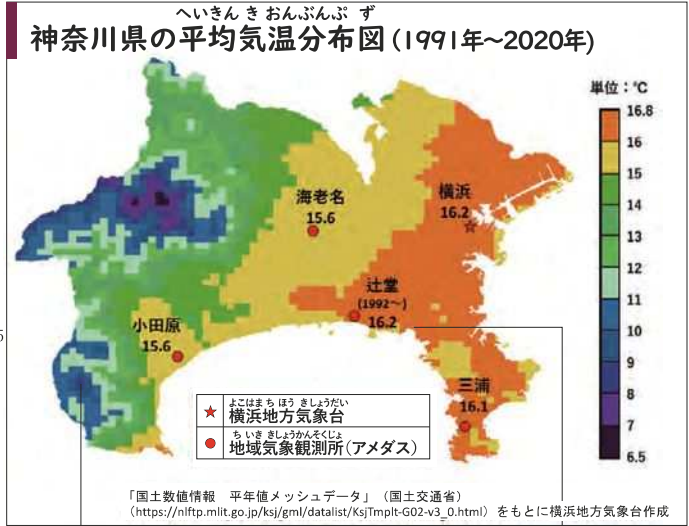 へいきん き おんぶんぷ ず
神奈川県の平均気温分布図(1991年～2020年)
単位：℃
16.8
16
15
14
13
12
11
10
9
8
7
6.5
海老名
15.6
横浜
16.2
辻堂
(1992～)
16.2
小田原
15.6
三浦
16.1
よこはま ち ほう きしょうだい
横浜地方気象台
ち いき きしょうかんそくじょ
地域気象観測所(アメダス)
「国土数値情報　平年値メッシュデータ」（国土交通省）
(https://nlftp.mlit.go.jp/ksj/gml/datalist/KsjTmplt-G02-v3_0.html) をもとに横浜地方気象台作成